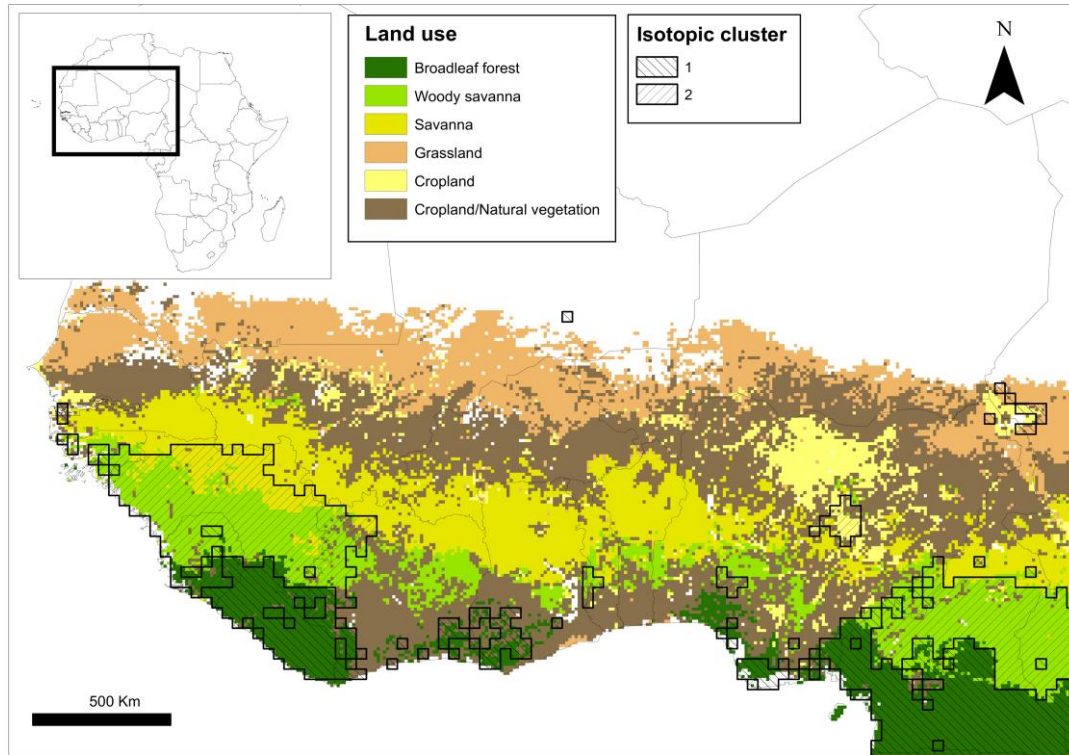 Land use
Broadleaf forest
Woody savanna
Savanna
Grassland
Cropland
Cropland/Natural vegetation
Isotopic cluster
1
2
N
500 Km